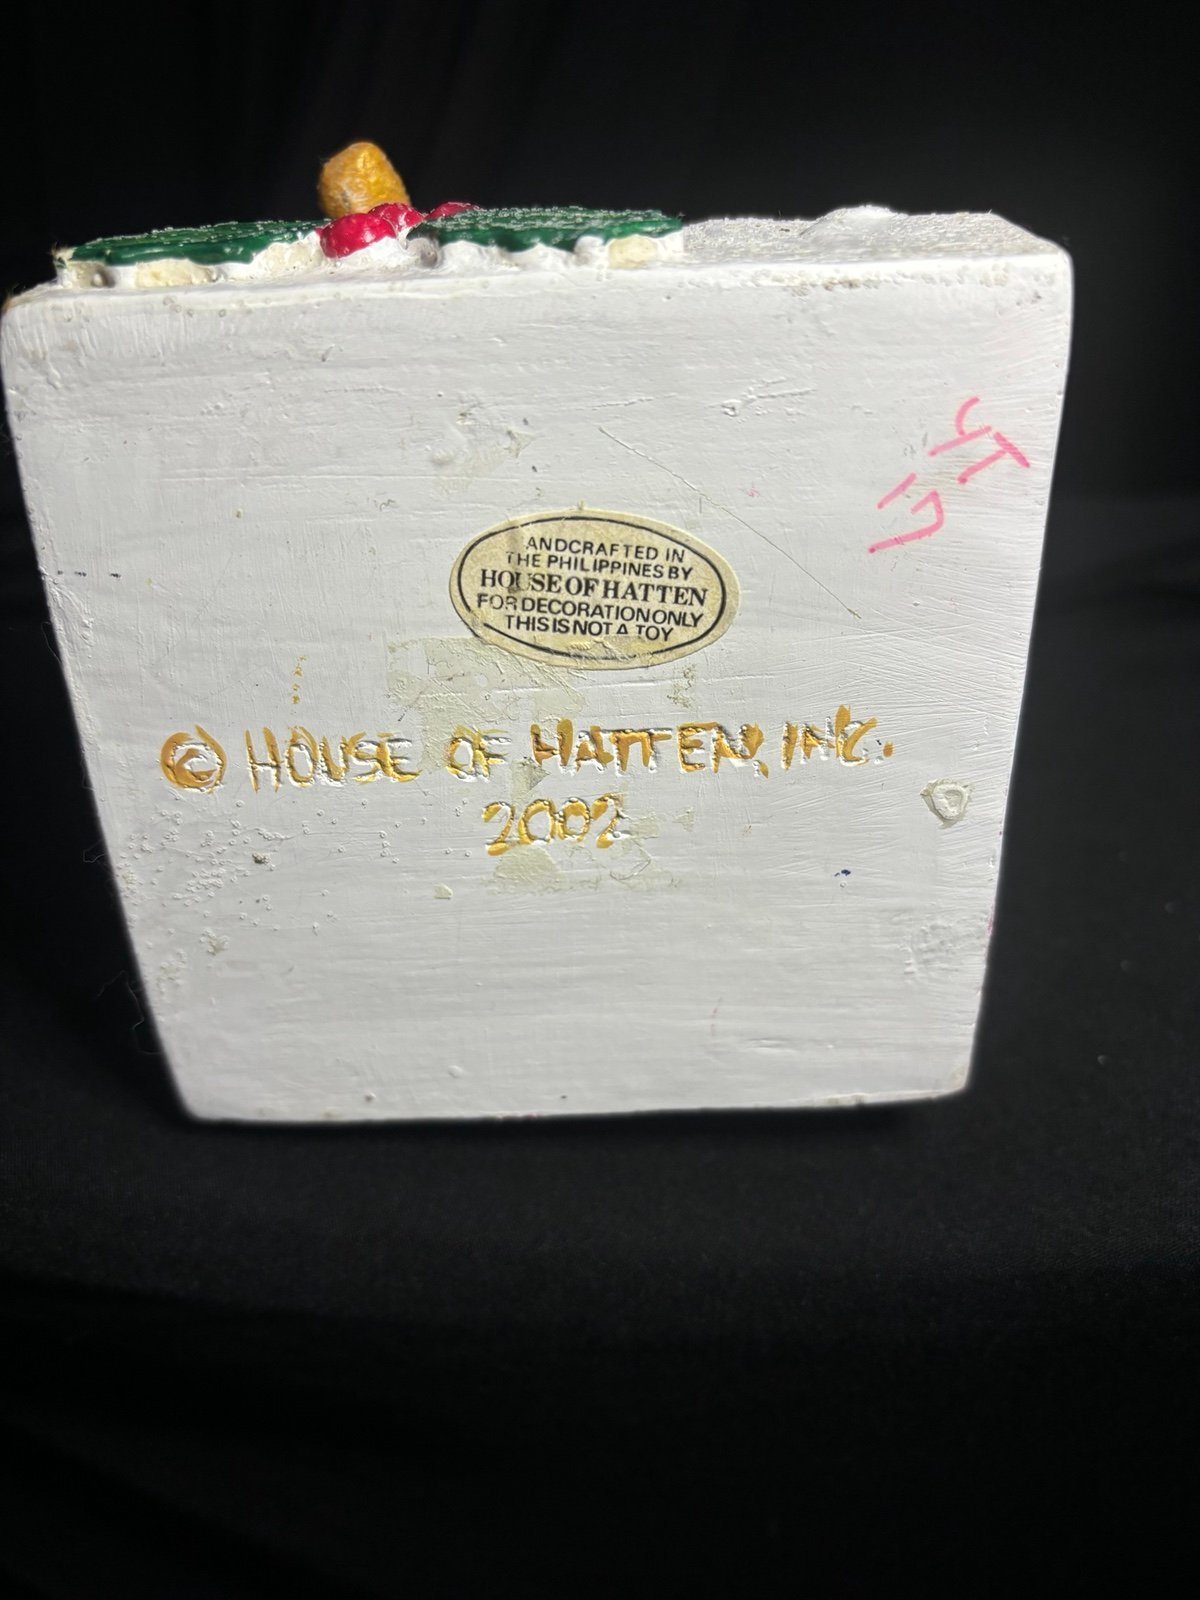 ANDCRAFTED IN
THE PHILIPPINES BY
HOUSE OF HATTEN
FOR DECORATION ONLY
THIS IS NOT A TOY
© HOUSE OF HATTEN, INC.
2002